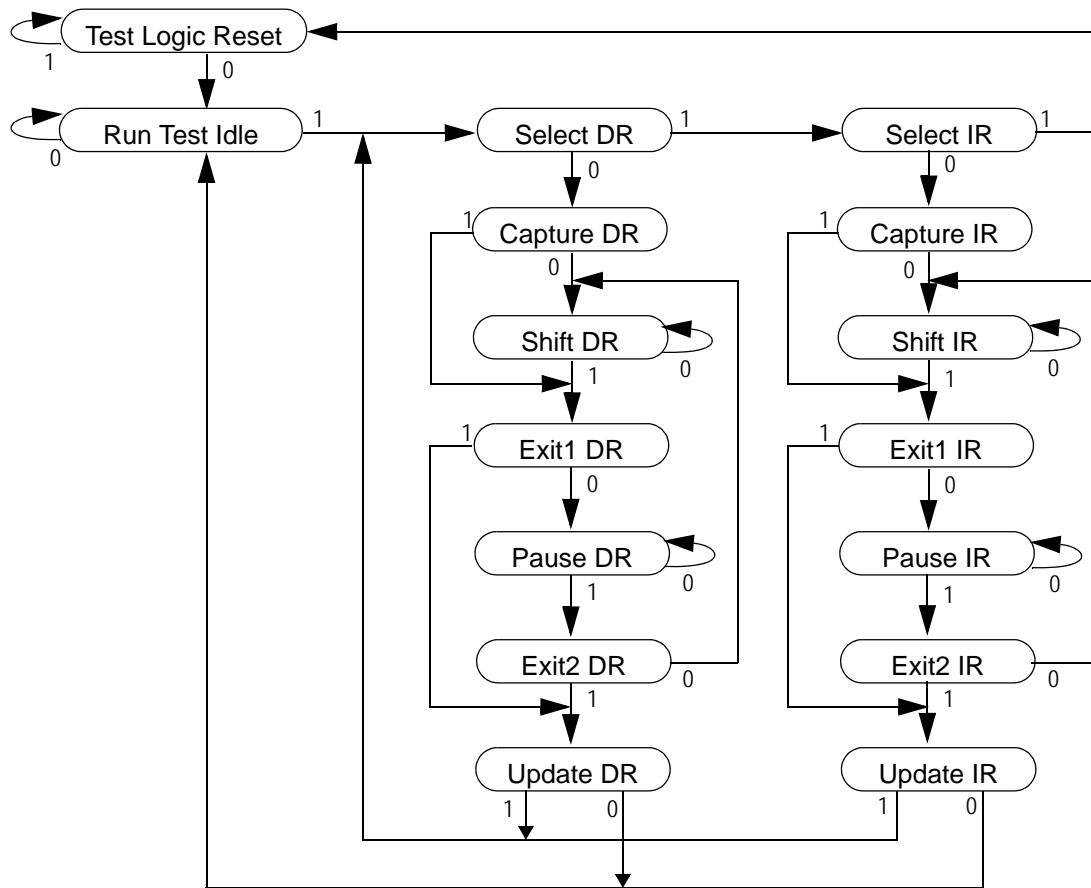 Test Logic Reset
1
0
Run Test Idle
1
0
Select DR
1
0
Select IR
1
0
Capture DR
1
0
Capture IR
1
0
Shift DR
0
1
Shift IR
0
1
Exit1 DR
1
0
Exit1 IR
1
0
Pause DR
0
1
Pause IR
0
1
Exit2 DR
0
1
Exit2 IR
0
1
Update DR
1
0
Update IR
1
0